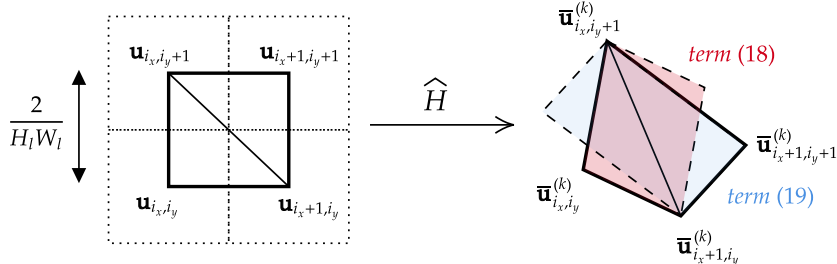 𝐮_{i_x,i_y+1}
𝐮_{i_x+1,i_y+1}
2
H_l W_l
𝐮_{i_x,i_y}
𝐮_{i_x+1,i_y}
Ĥ
𝐮̅^{(k)}_{i_x,i_y+1}
term (18)
𝐮̅^{(k)}_{i_x+1,i_y+1}
𝐮̅^{(k)}_{i_x,i_y}
term (19)
𝐮̅^{(k)}_{i_x+1,i_y}